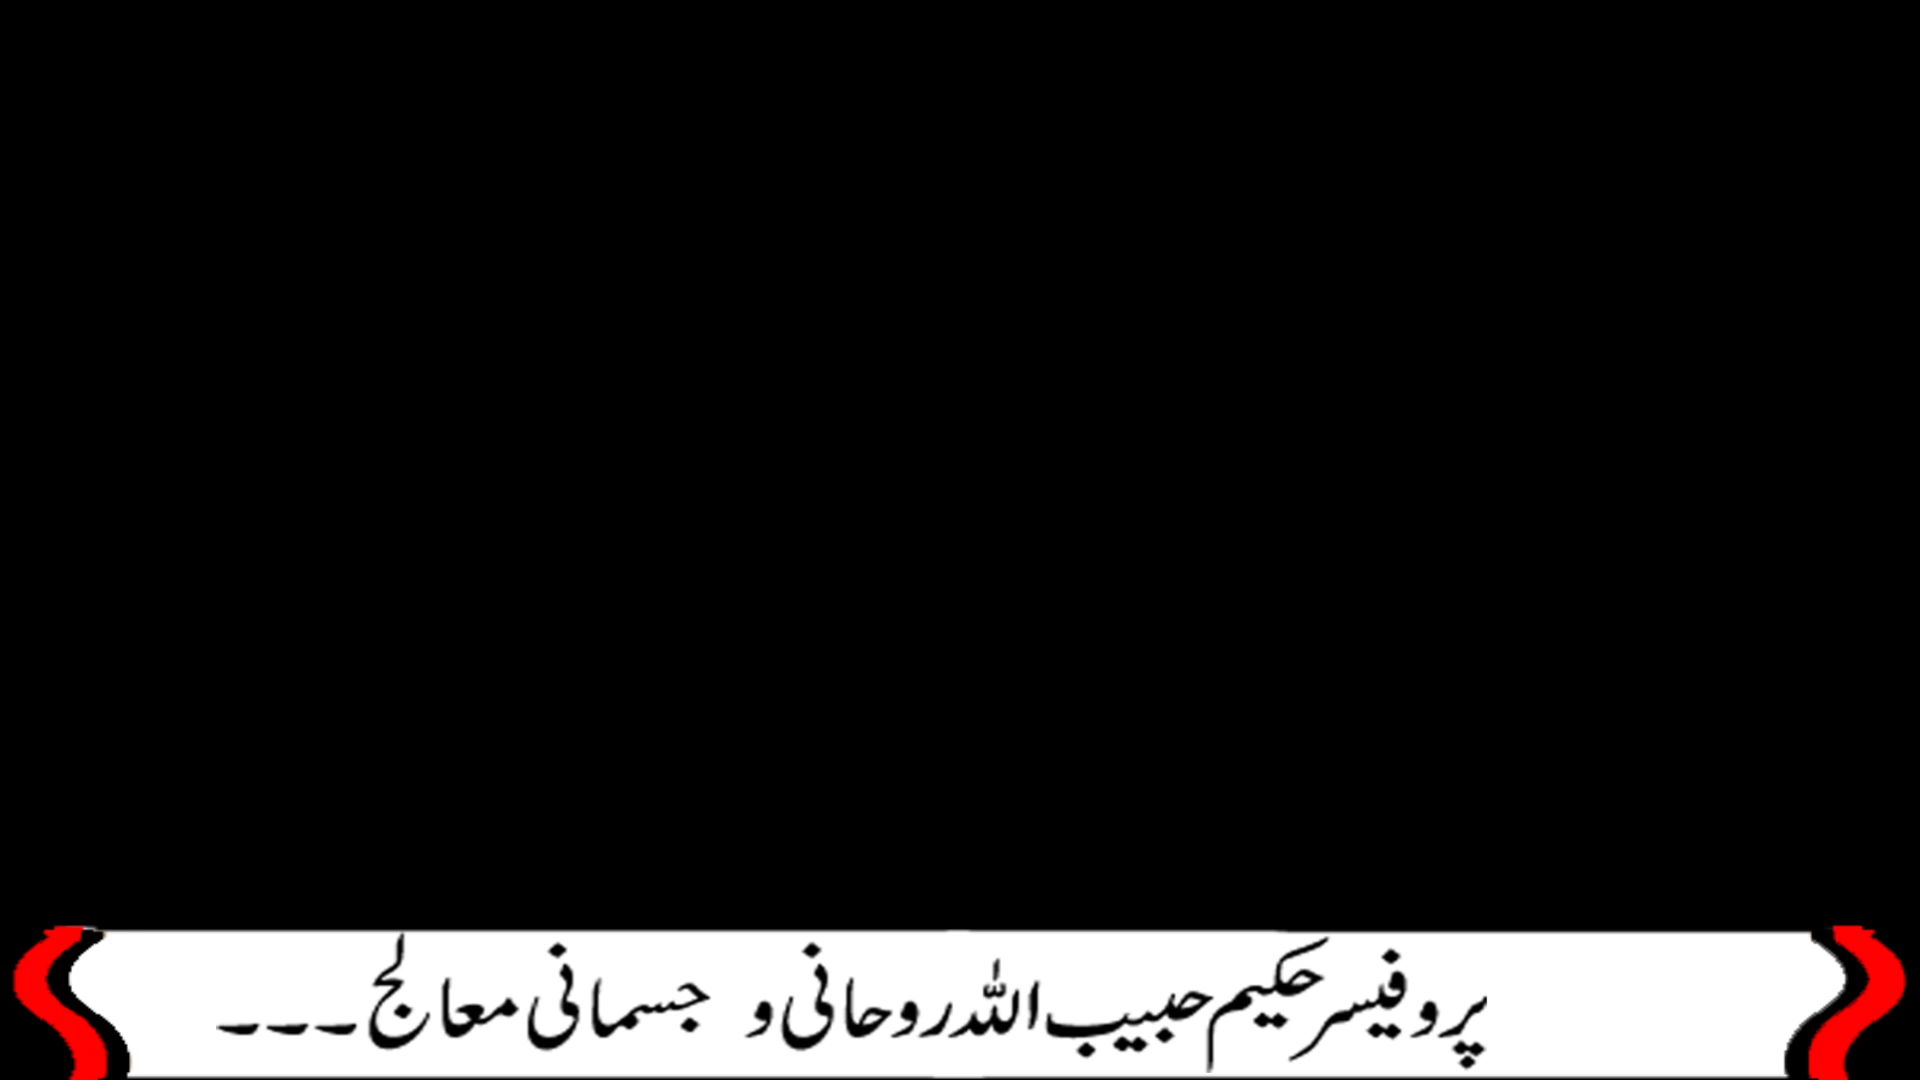 پروفیسر حکیم حبیب اللہ روحانی و جسمانی معالج ۔۔۔